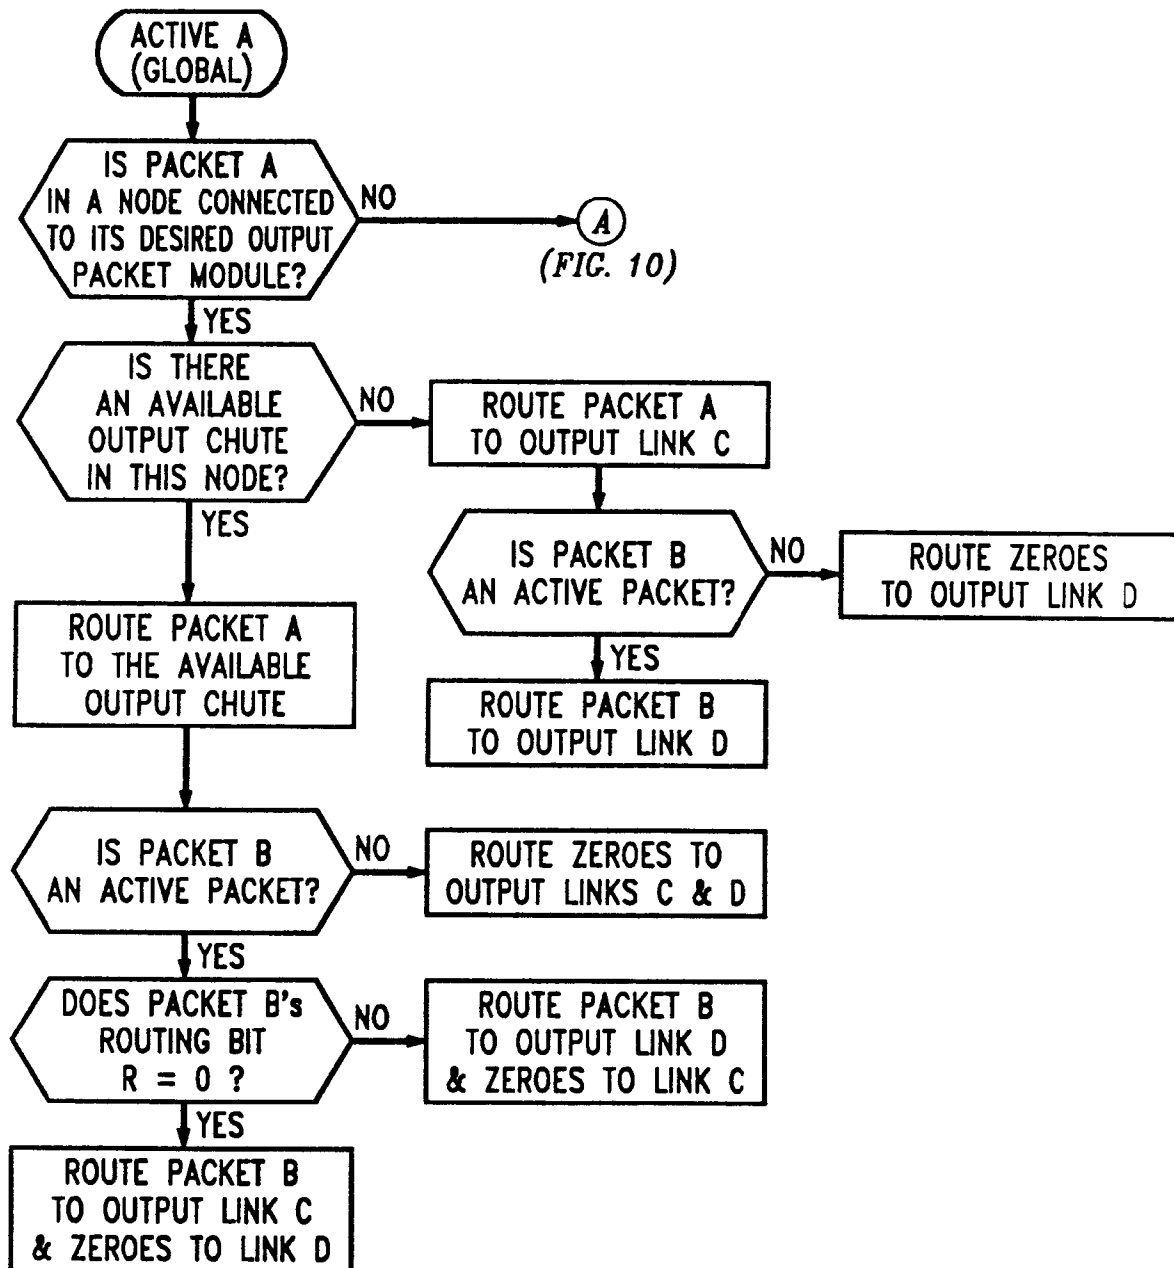 ACTIVE A
(GLOBAL)
IS PACKET A
IN A NODE CONNECTED
TO ITS DESIRED OUTPUT
PACKET MODULE?
NO
A
(FIG. 10)
YES
IS THERE
AN AVAILABLE
OUTPUT CHUTE
IN THIS NODE?
NO
ROUTE PACKET A
TO OUTPUT LINK C
YES
IS PACKET B
AN ACTIVE PACKET?
NO
ROUTE ZEROES
TO OUTPUT LINK D
YES
ROUTE PACKET B
TO OUTPUT LINK D
ROUTE PACKET A
TO THE AVAILABLE
OUTPUT CHUTE
IS PACKET B
AN ACTIVE PACKET?
NO
ROUTE ZEROES TO
OUTPUT LINKS C & D
YES
DOES PACKET B's
ROUTING BIT
R = 0 ?
NO
ROUTE PACKET B
TO OUTPUT LINK D
& ZEROES TO LINK C
YES
ROUTE PACKET B
TO OUTPUT LINK C
& ZEROES TO LINK D